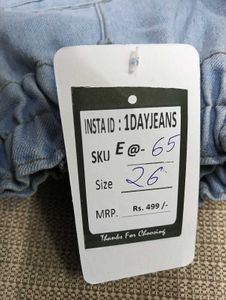 INSTA ID : 1DAYJEANS
SKU E @- 65
Size 26
MRP. Rs. 499 /-
Thanks For Choosing